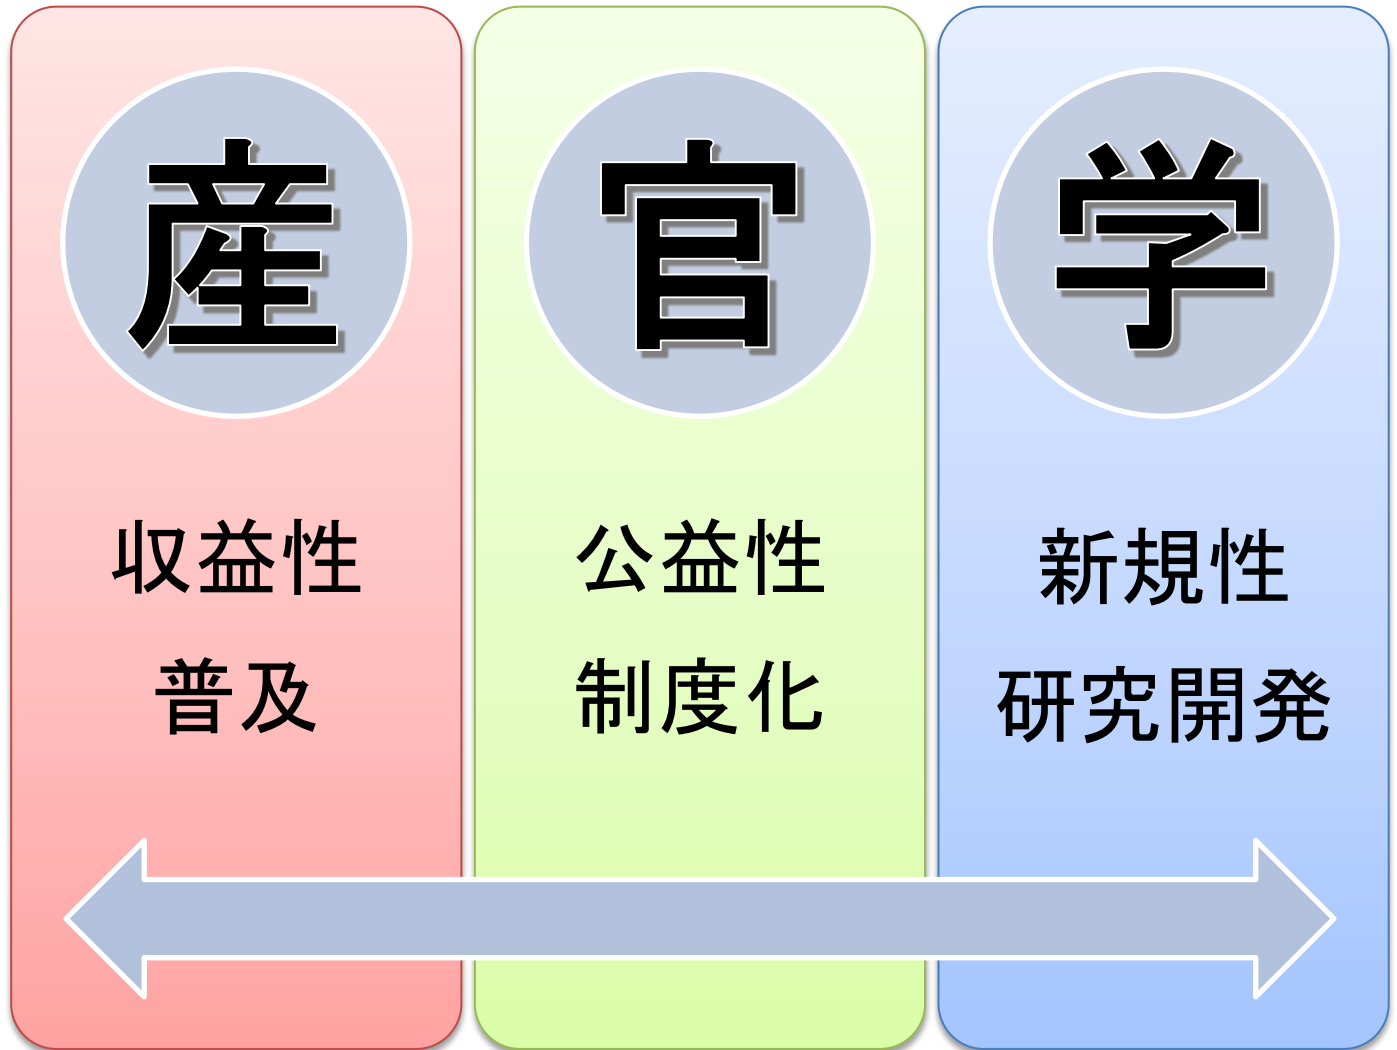 産
収益性
普及
官
公益性
制度化
学
新規性
研究開発